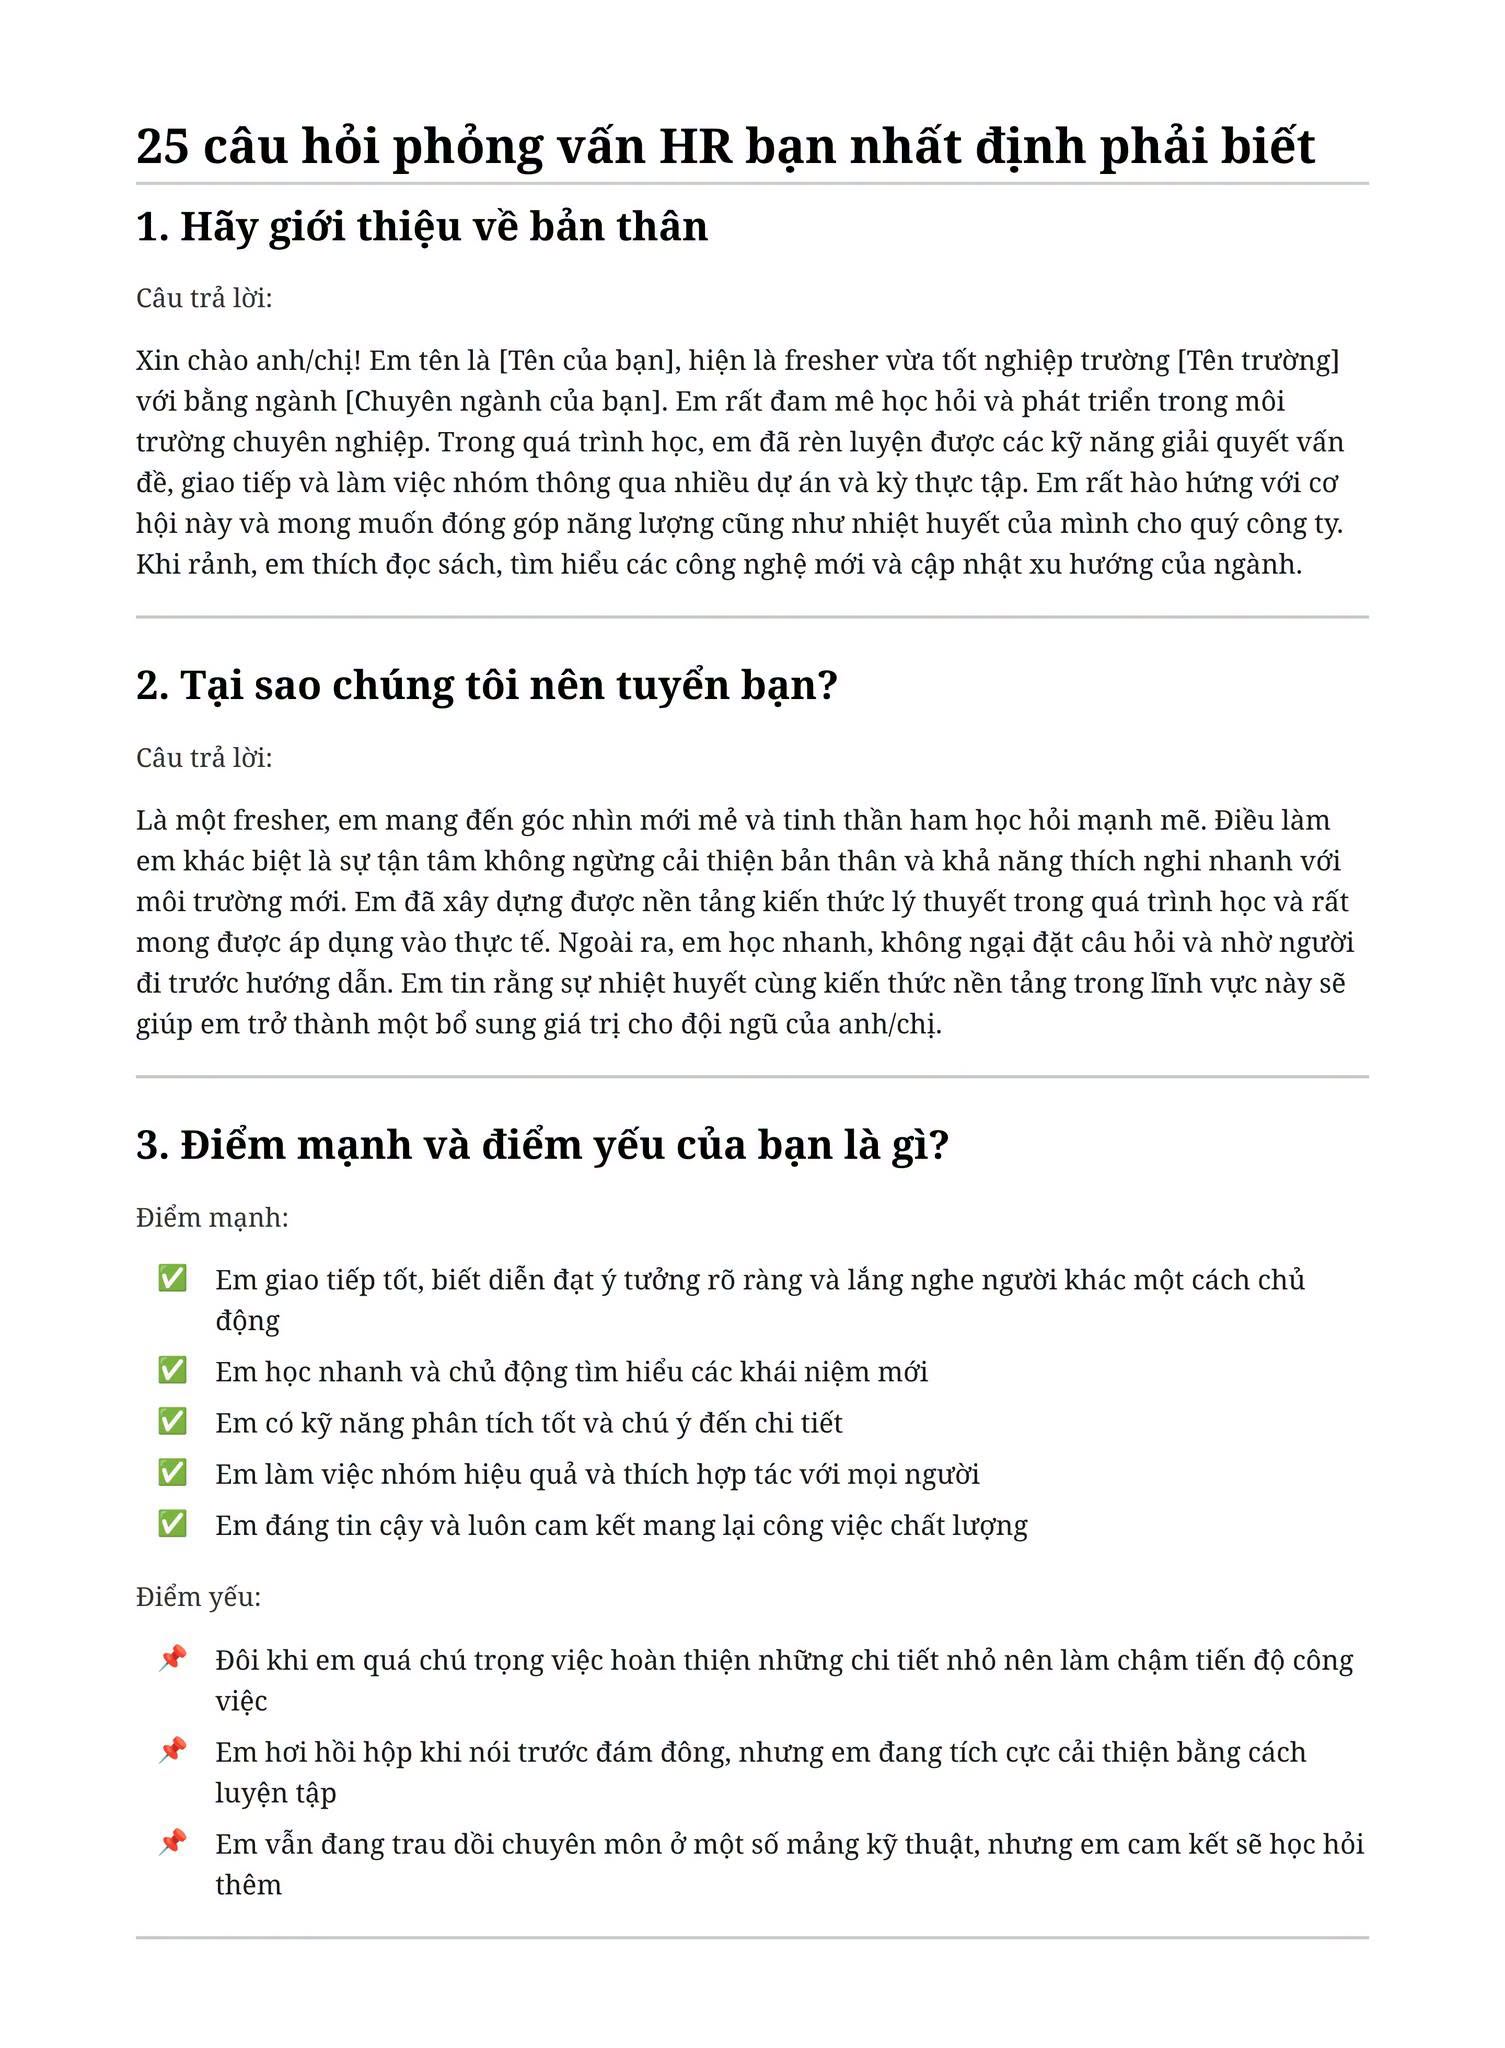 25 câu hỏi phỏng vấn HR bạn nhất định phải biết
1. Hãy giới thiệu về bản thân
Câu trả lời:
Xin chào anh/chị! Em tên là [Tên của bạn], hiện là fresher vừa tốt nghiệp trường [Tên trường]
với bằng ngành [Chuyên ngành của bạn]. Em rất đam mê học hỏi và phát triển trong môi
trường chuyên nghiệp. Trong quá trình học, em đã rèn luyện được các kỹ năng giải quyết vấn
đề, giao tiếp và làm việc nhóm thông qua nhiều dự án và kỳ thực tập. Em rất hào hứng với cơ
hội này và mong muốn đóng góp năng lượng cũng như nhiệt huyết của mình cho quý công ty.
Khi rảnh, em thích đọc sách, tìm hiểu các công nghệ mới và cập nhật xu hướng của ngành.
2. Tại sao chúng tôi nên tuyển bạn?
Câu trả lời:
Là một fresher, em mang đến góc nhìn mới mẻ và tinh thần ham học hỏi mạnh mẽ. Điều làm
em khác biệt là sự tận tâm không ngừng cải thiện bản thân và khả năng thích nghi nhanh với
môi trường mới. Em đã xây dựng được nền tảng kiến thức lý thuyết trong quá trình học và rất
mong được áp dụng vào thực tế. Ngoài ra, em học nhanh, không ngại đặt câu hỏi và nhờ người
đi trước hướng dẫn. Em tin rằng sự nhiệt huyết cùng kiến thức nền tảng trong lĩnh vực này sẽ
giúp em trở thành một bổ sung giá trị cho đội ngũ của anh/chị.
3. Điểm mạnh và điểm yếu của bạn là gì?
Điểm mạnh:
✅ Em giao tiếp tốt, biết diễn đạt ý tưởng rõ ràng và lắng nghe người khác một cách chủ
động
✅ Em học nhanh và chủ động tìm hiểu các khái niệm mới
✅ Em có kỹ năng phân tích tốt và chú ý đến chi tiết
✅ Em làm việc nhóm hiệu quả và thích hợp tác với mọi người
✅ Em đáng tin cậy và luôn cam kết mang lại công việc chất lượng
Điểm yếu:
📌 Đôi khi em quá chú trọng việc hoàn thiện những chi tiết nhỏ nên làm chậm tiến độ công
việc
📌 Em hơi hồi hộp khi nói trước đám đông, nhưng em đang tích cực cải thiện bằng cách
luyện tập
📌 Em vẫn đang trau dồi chuyên môn ở một số mảng kỹ thuật, nhưng em cam kết sẽ học hỏi
thêm